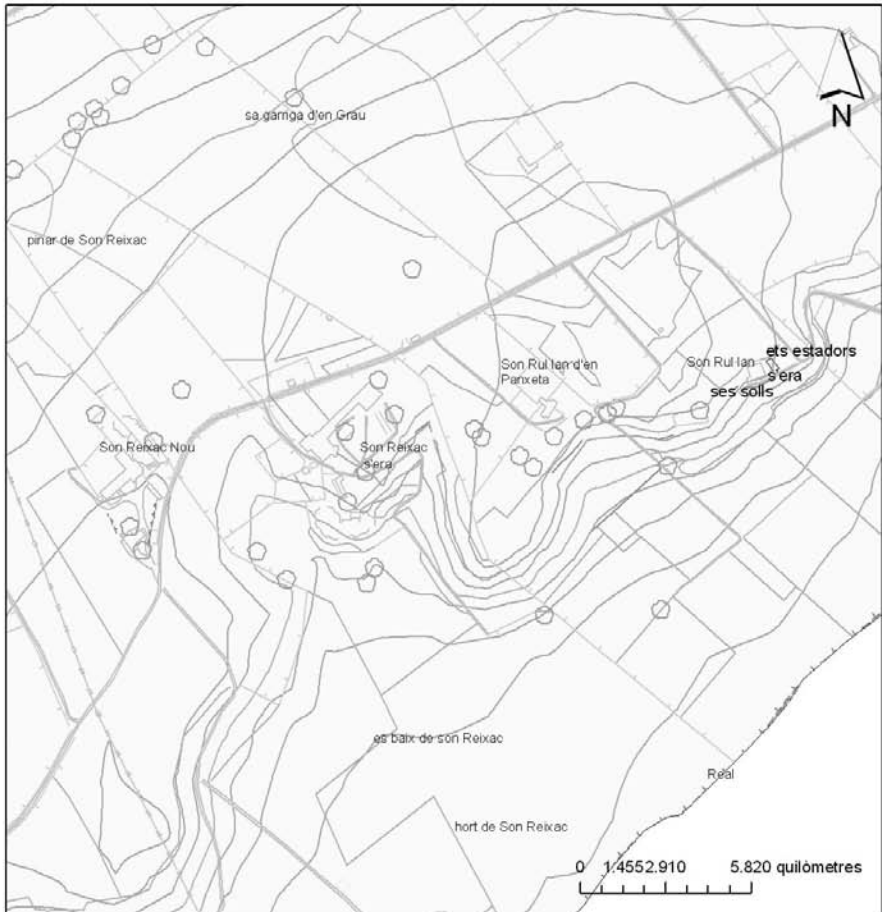 N
sa garriga d'en Grau
pinar de Son Reixac
Son Rul·lan d'en
Panxeta
Son Rul·lan
ets estadors
s'era
ses solls
Son Reixac Nou
Son Reixac
s'era
es baix de son Reixac
Real
hort de Son Reixac
0 1.4552.910 5.820 quilòmetres